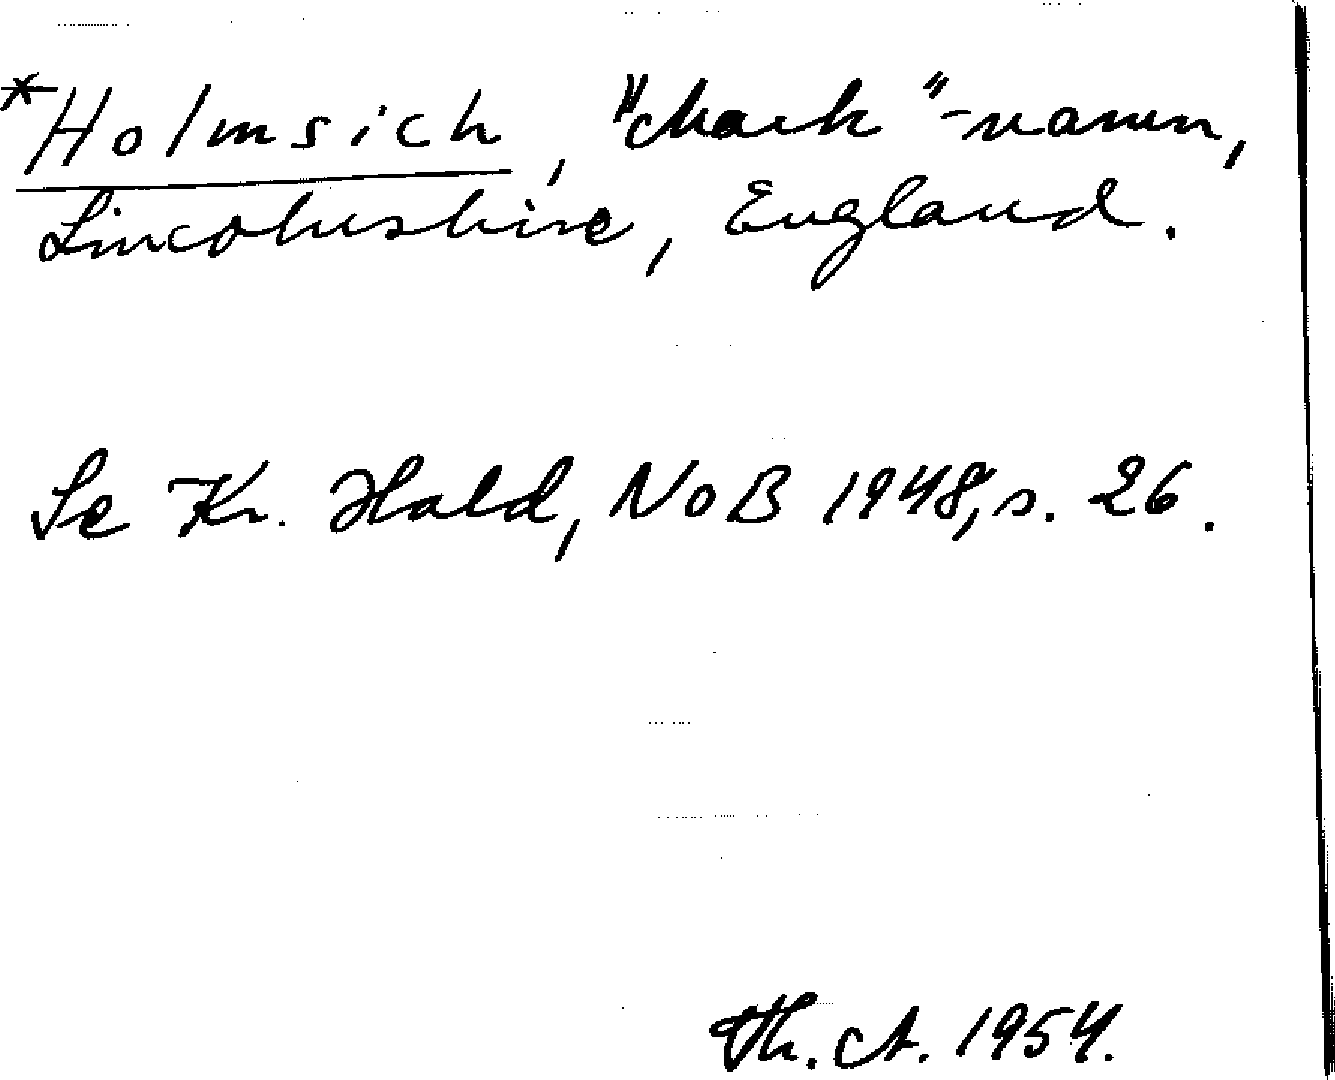 *Holmsich, "Mark"-namn,
Lincolnshire, England.
Se Kr. Hald, NoB 1948, s. 26.
Th. A. 1954.